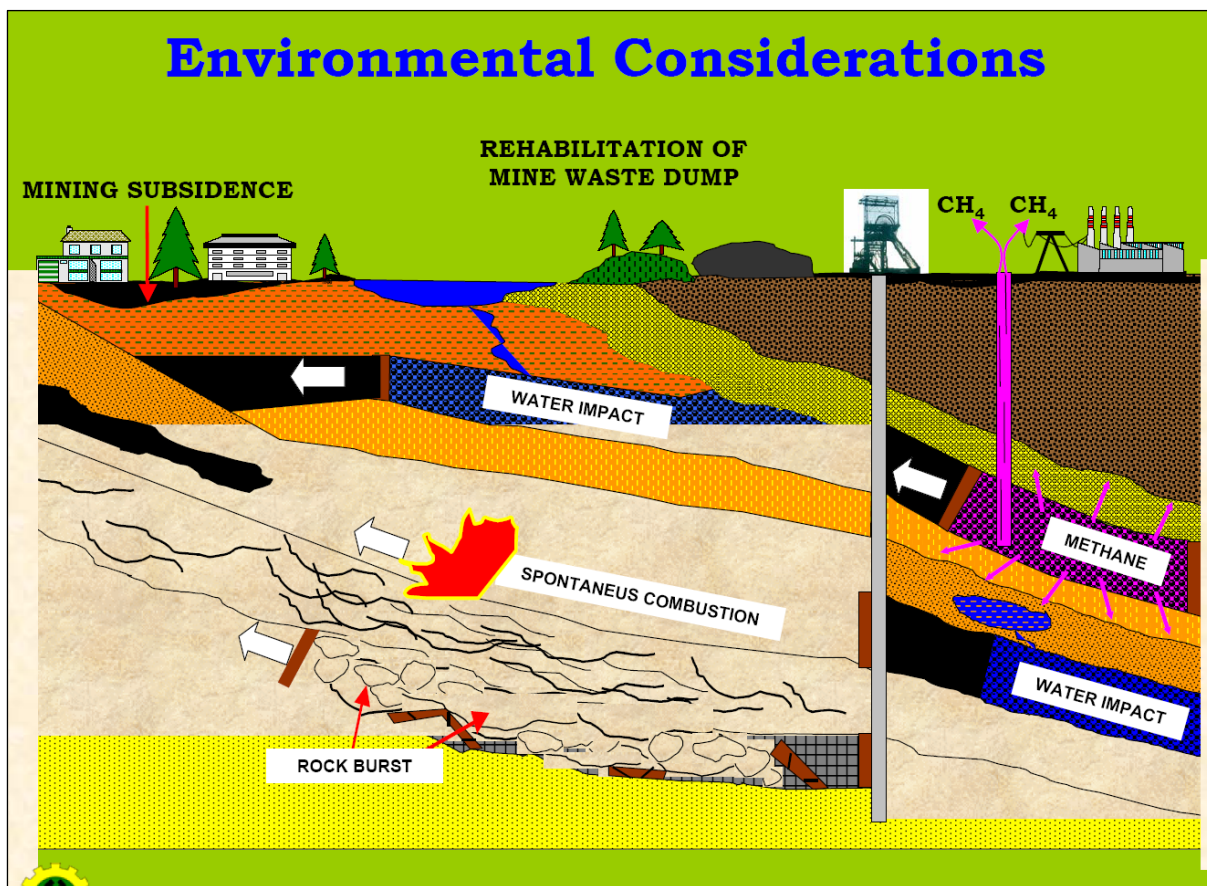 Environmental Considerations
REHABILITATION OF
MINE WASTE DUMP
MINING SUBSIDENCE
CH4 CH4
WATER IMPACT
METHANE
SPONTANEUS COMBUSTION
WATER IMPACT
ROCK BURST